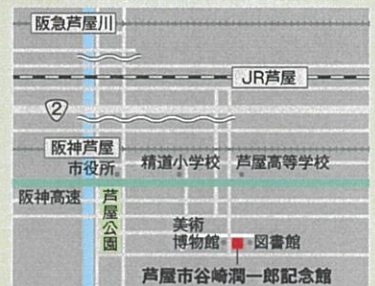 阪急芦屋川
JR芦屋
2
阪神芦屋
市役所
精道小学校
芦屋高等学校
阪神高速
芦屋公園
美術
博物館
図書館
芦屋市谷崎潤一郎記念館